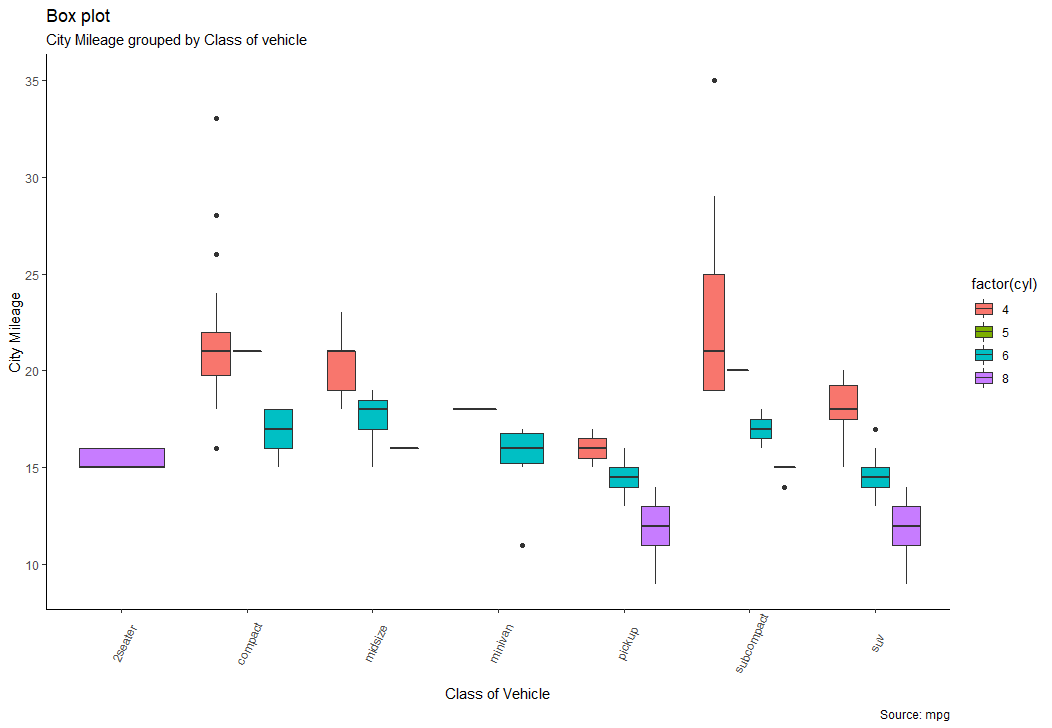 Box plot
City Mileage grouped by Class of vehicle
City Mileage
35
30
25
20
15
10
2seater
compact
midsize
minivan
pickup
subcompact
suv
Class of Vehicle
factor(cyl)
4
5
6
8
Source: mpg